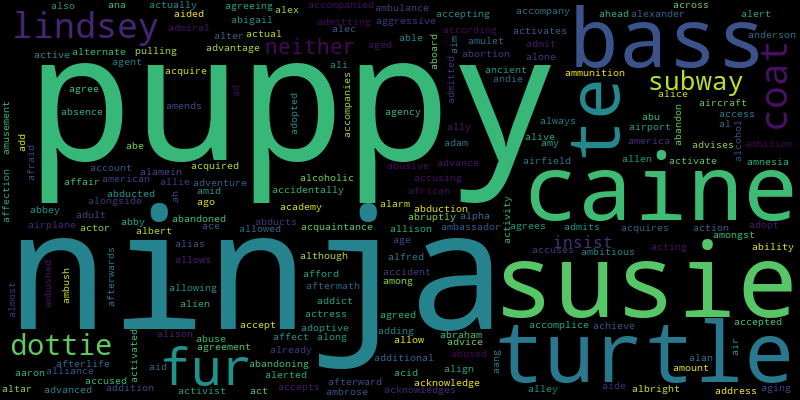 also ana actually agreeing alex accompanied ambulance accepting accompany across
lindsey aided abigail admitting aggressive ahead alexander alert
admiral alter actual alec able according activates bass anderson
active alternate pulling advantage neither aged aboard aim amulet admit alone coat
agent ali admitted abortion ammunition subway
puppy acquire ancient andie te alice
agree ad accompanies aircraft
absence adopted agency abandon access
amusement add amends ally always abu airport alcohol
afraid abe adam alive amy america advises ambition
account alamein acquired abusive advance airfield allen activate amnesia
affair american allie adventure alcoholic accusing caine
affection abducted ah amid accidentally african
alongside ago alarm activity
abbey adult abby abandoned academy abduction alpha
airplane actor ace allowed acquaintance abruptly ambassador agrees admits acquires action adopt
albert allison amongst
ninja alias although age accuses insist acting ability
almost ambushed ambush afterwards allows afford alfred accident ambitious
allowing aftermath among susie
alien addict
actress agreed accomplice achieve accepted
accept adoptive adding abraham turtle
dottie activated alison abuse affect along allow advice air
agreement already abused aang alan
afterlife fur abandoning additional
aaron alliance aid alerted acid align amount
accused afterward acknowledge aide albright aging
altar advanced addition activist act accepts ambrose acknowledges alley address